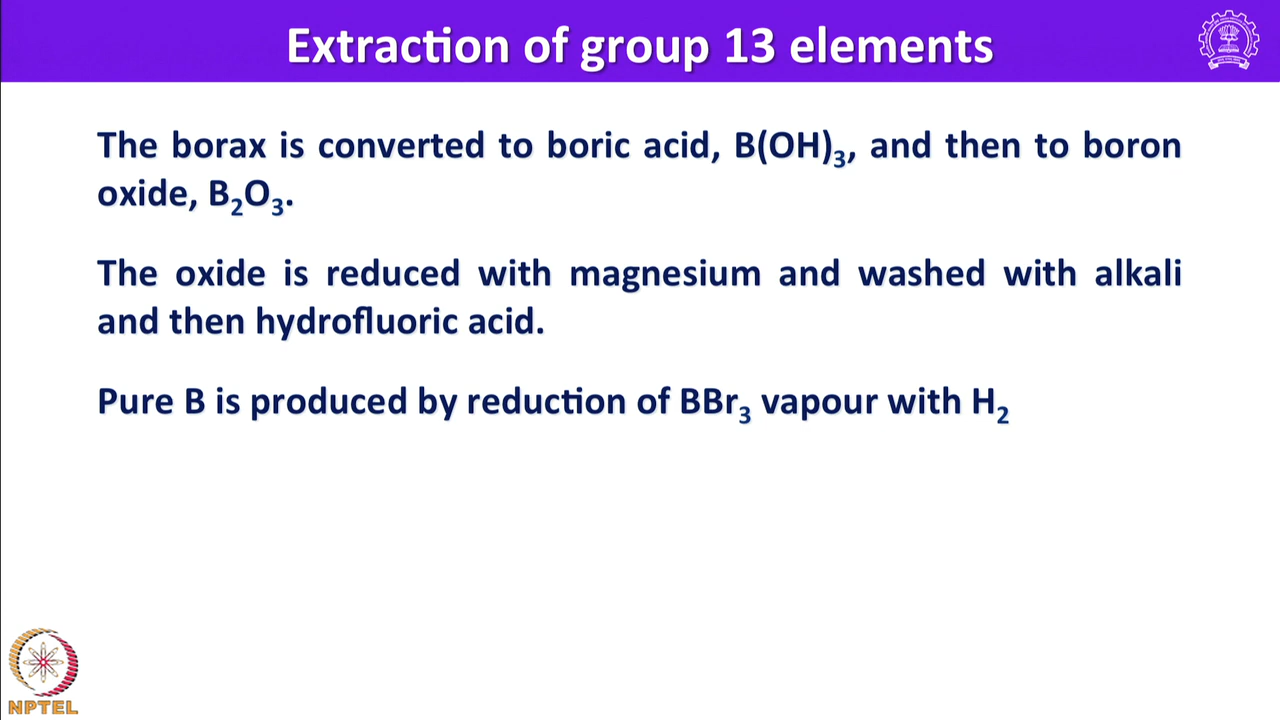 Extraction of group 13 elements
The borax is converted to boric acid, B(OH)₃, and then to boron
oxide, B₂O₃.
The oxide is reduced with magnesium and washed with alkali
and then hydrofluoric acid.
Pure B is produced by reduction of BBr₃ vapour with H₂
NPTEL